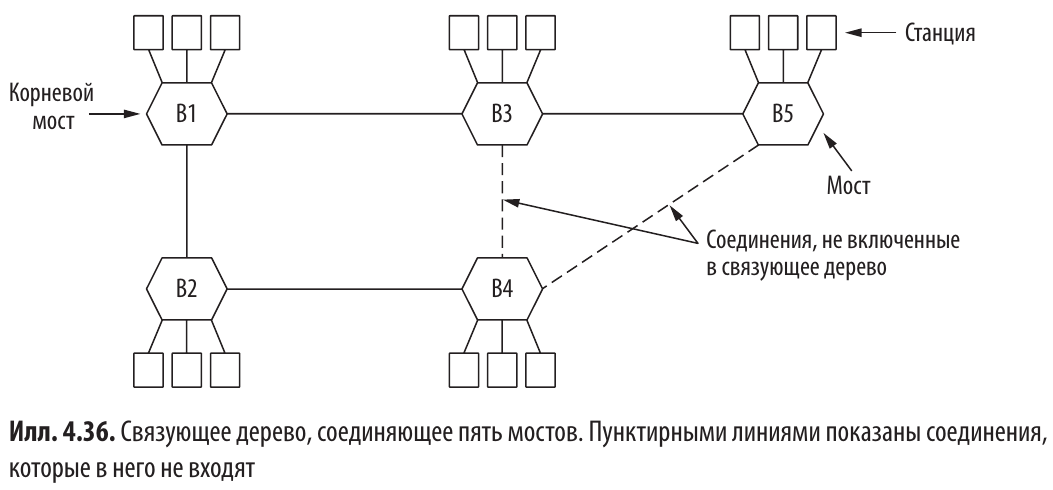 Станция
Корневой
мост
B1
B3
B5
Мост
Соединения, не включенные
в связующее дерево
B2
B4
Илл. 4.36. Связующее дерево, соединяющее пять мостов. Пунктирными линиями показаны соединения,
которые в него не входят